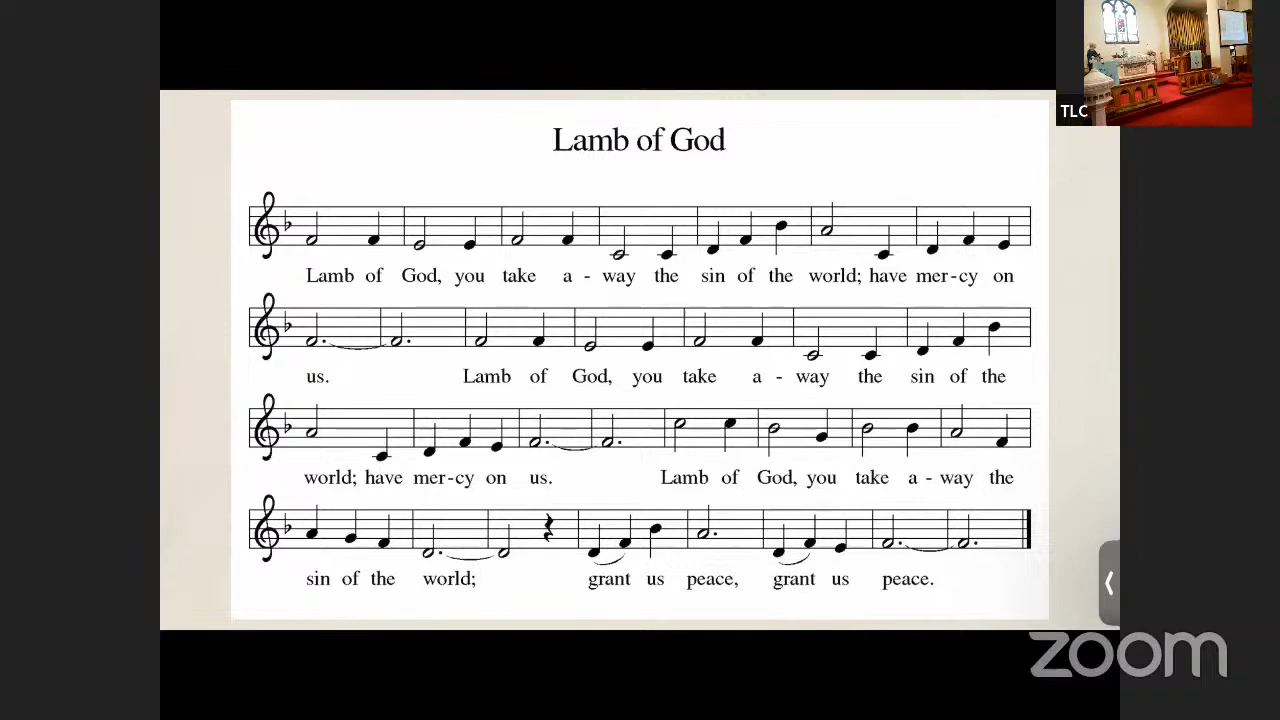 TLC
Lamb of God
Lamb of God, you take a - way the sin of the world; have mer - cy on
us. Lamb of God, you take a - way the sin of the
world; have mer - cy on us. Lamb of God, you take a - way the
sin of the world; grant us peace, grant us peace.
zoom